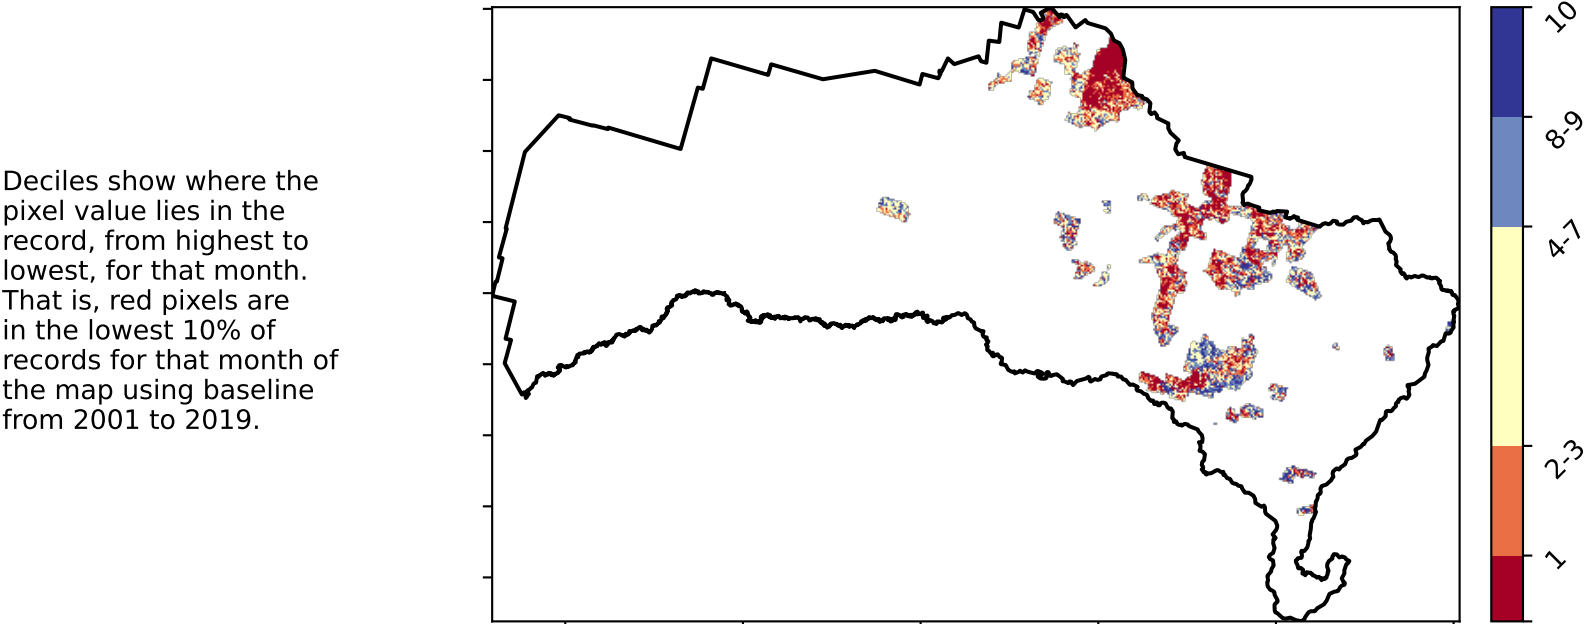 Deciles show where the
pixel value lies in the
record, from highest to
lowest, for that month.
That is, red pixels are
in the lowest 10% of
records for that month of
the map using baseline
from 2001 to 2019.
10
8-9
4-7
2-3
1